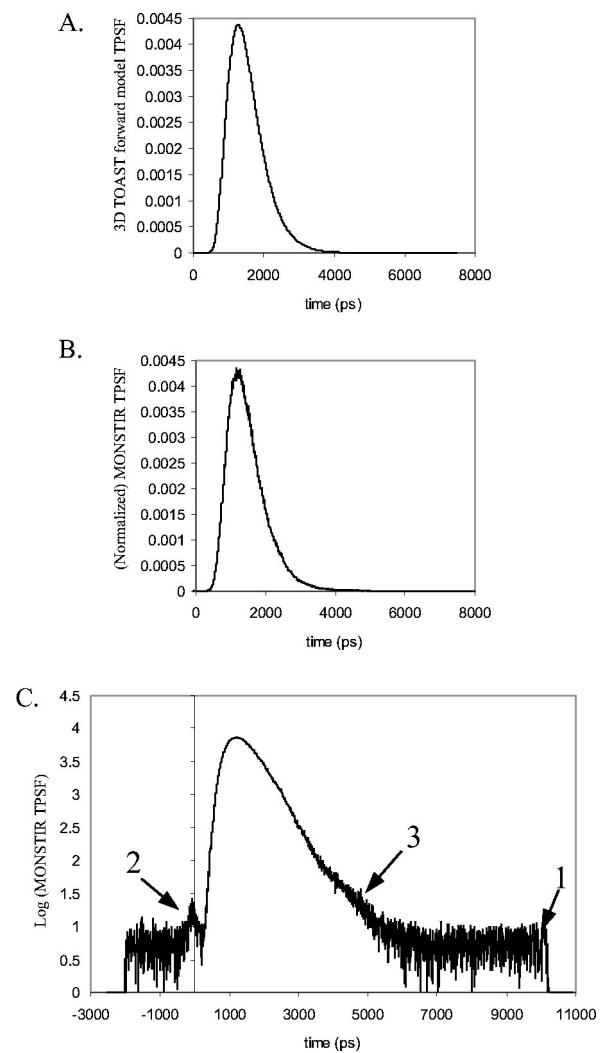 A.
3D TOAST forward model TPSF
0.0045
0.004
0.0035
0.003
0.0025
0.002
0.0015
0.001
0.0005
0
0 2000 4000 6000 8000
time (ps)
B.
(Normalized) MONSTIR TPSF
0.0045
0.004
0.0035
0.003
0.0025
0.002
0.0015
0.001
0.0005
0
0 2000 4000 6000 8000
time (ps)
C.
Log (MONSTIR TPSF)
4.5
4
3.5
3
2.5
2
1.5
1
0.5
0
2
3
1
-3000 -1000 1000 3000 5000 7000 9000 11000
time (ps)